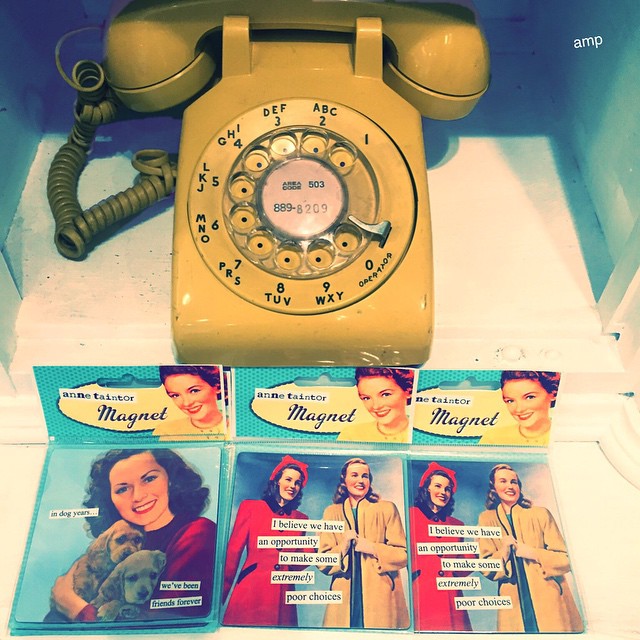 amp
DEF
ABC
3
2
1
GHI
4
LKJ
5
MNO
6
PRS
7
TUV
8
WXY
9
OPERATOR
0
AREA CODE 503
889-8209
anne taintor
Magnet
in dog years...
we've been
friends forever
anne taintor
Magnet
I believe we have
an opportunity
to make some
extremely
poor choices
anne taintor
Magnet
I believe we have
an opportunity
to make some
extremely
poor choices